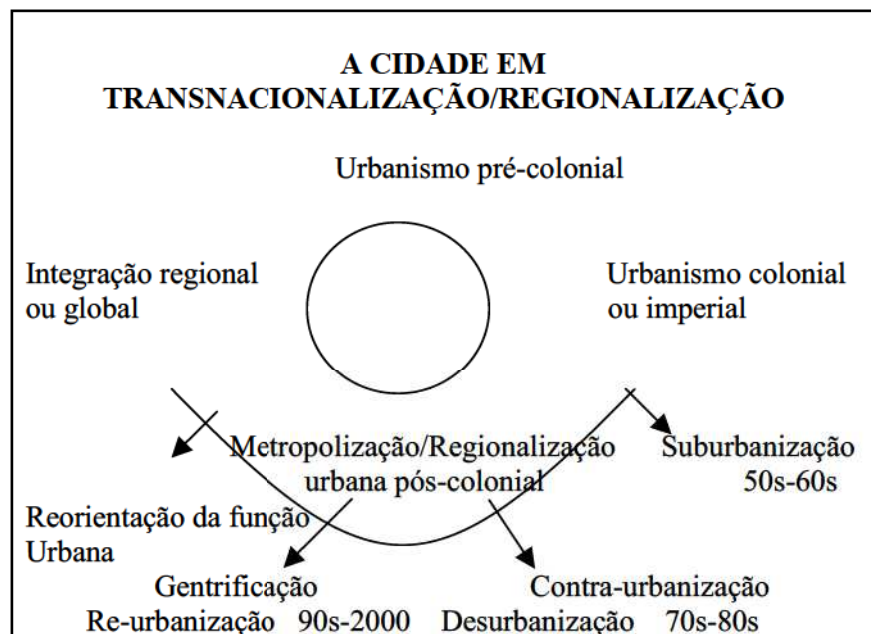 A CIDADE EM
TRANSNACIONALIZAÇÃO/REGIONALIZAÇÃO
Urbanismo pré-colonial
Integração regional
ou global
Urbanismo colonial
ou imperial
Metropolização/Regionalização
urbana pós-colonial
Suburbanização
50s-60s
Reorientação da função
Urbana
Gentrificação
Re-urbanização 90s-2000
Contra-urbanização
Desurbanização 70s-80s